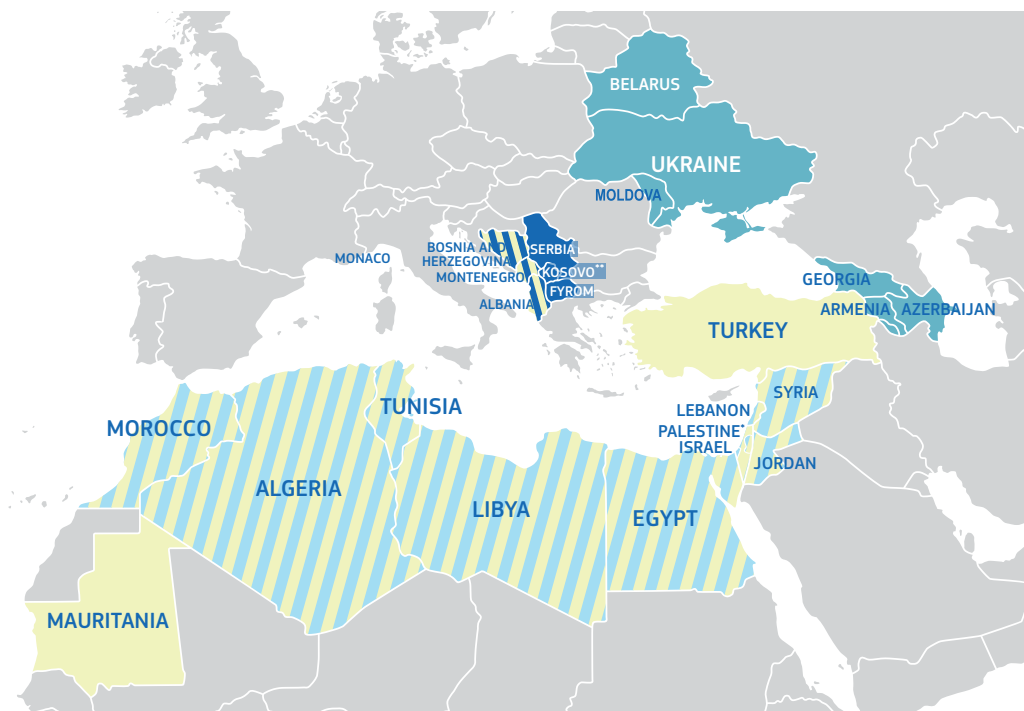 BELARUS
UKRAINE
MOLDOVA
BOSNIA AND
HERZEGOVINA
SERBIA
MONACO
KOSOVO**
MONTENEGRO
GEORGIA
FYROM
ALBANIA
ARMENIA
AZERBAIJAN
TURKEY
SYRIA
TUNISIA
LEBANON
MOROCCO
PALESTINE*
ISRAEL
JORDAN
ALGERIA
LIBYA
EGYPT
MAURITANIA